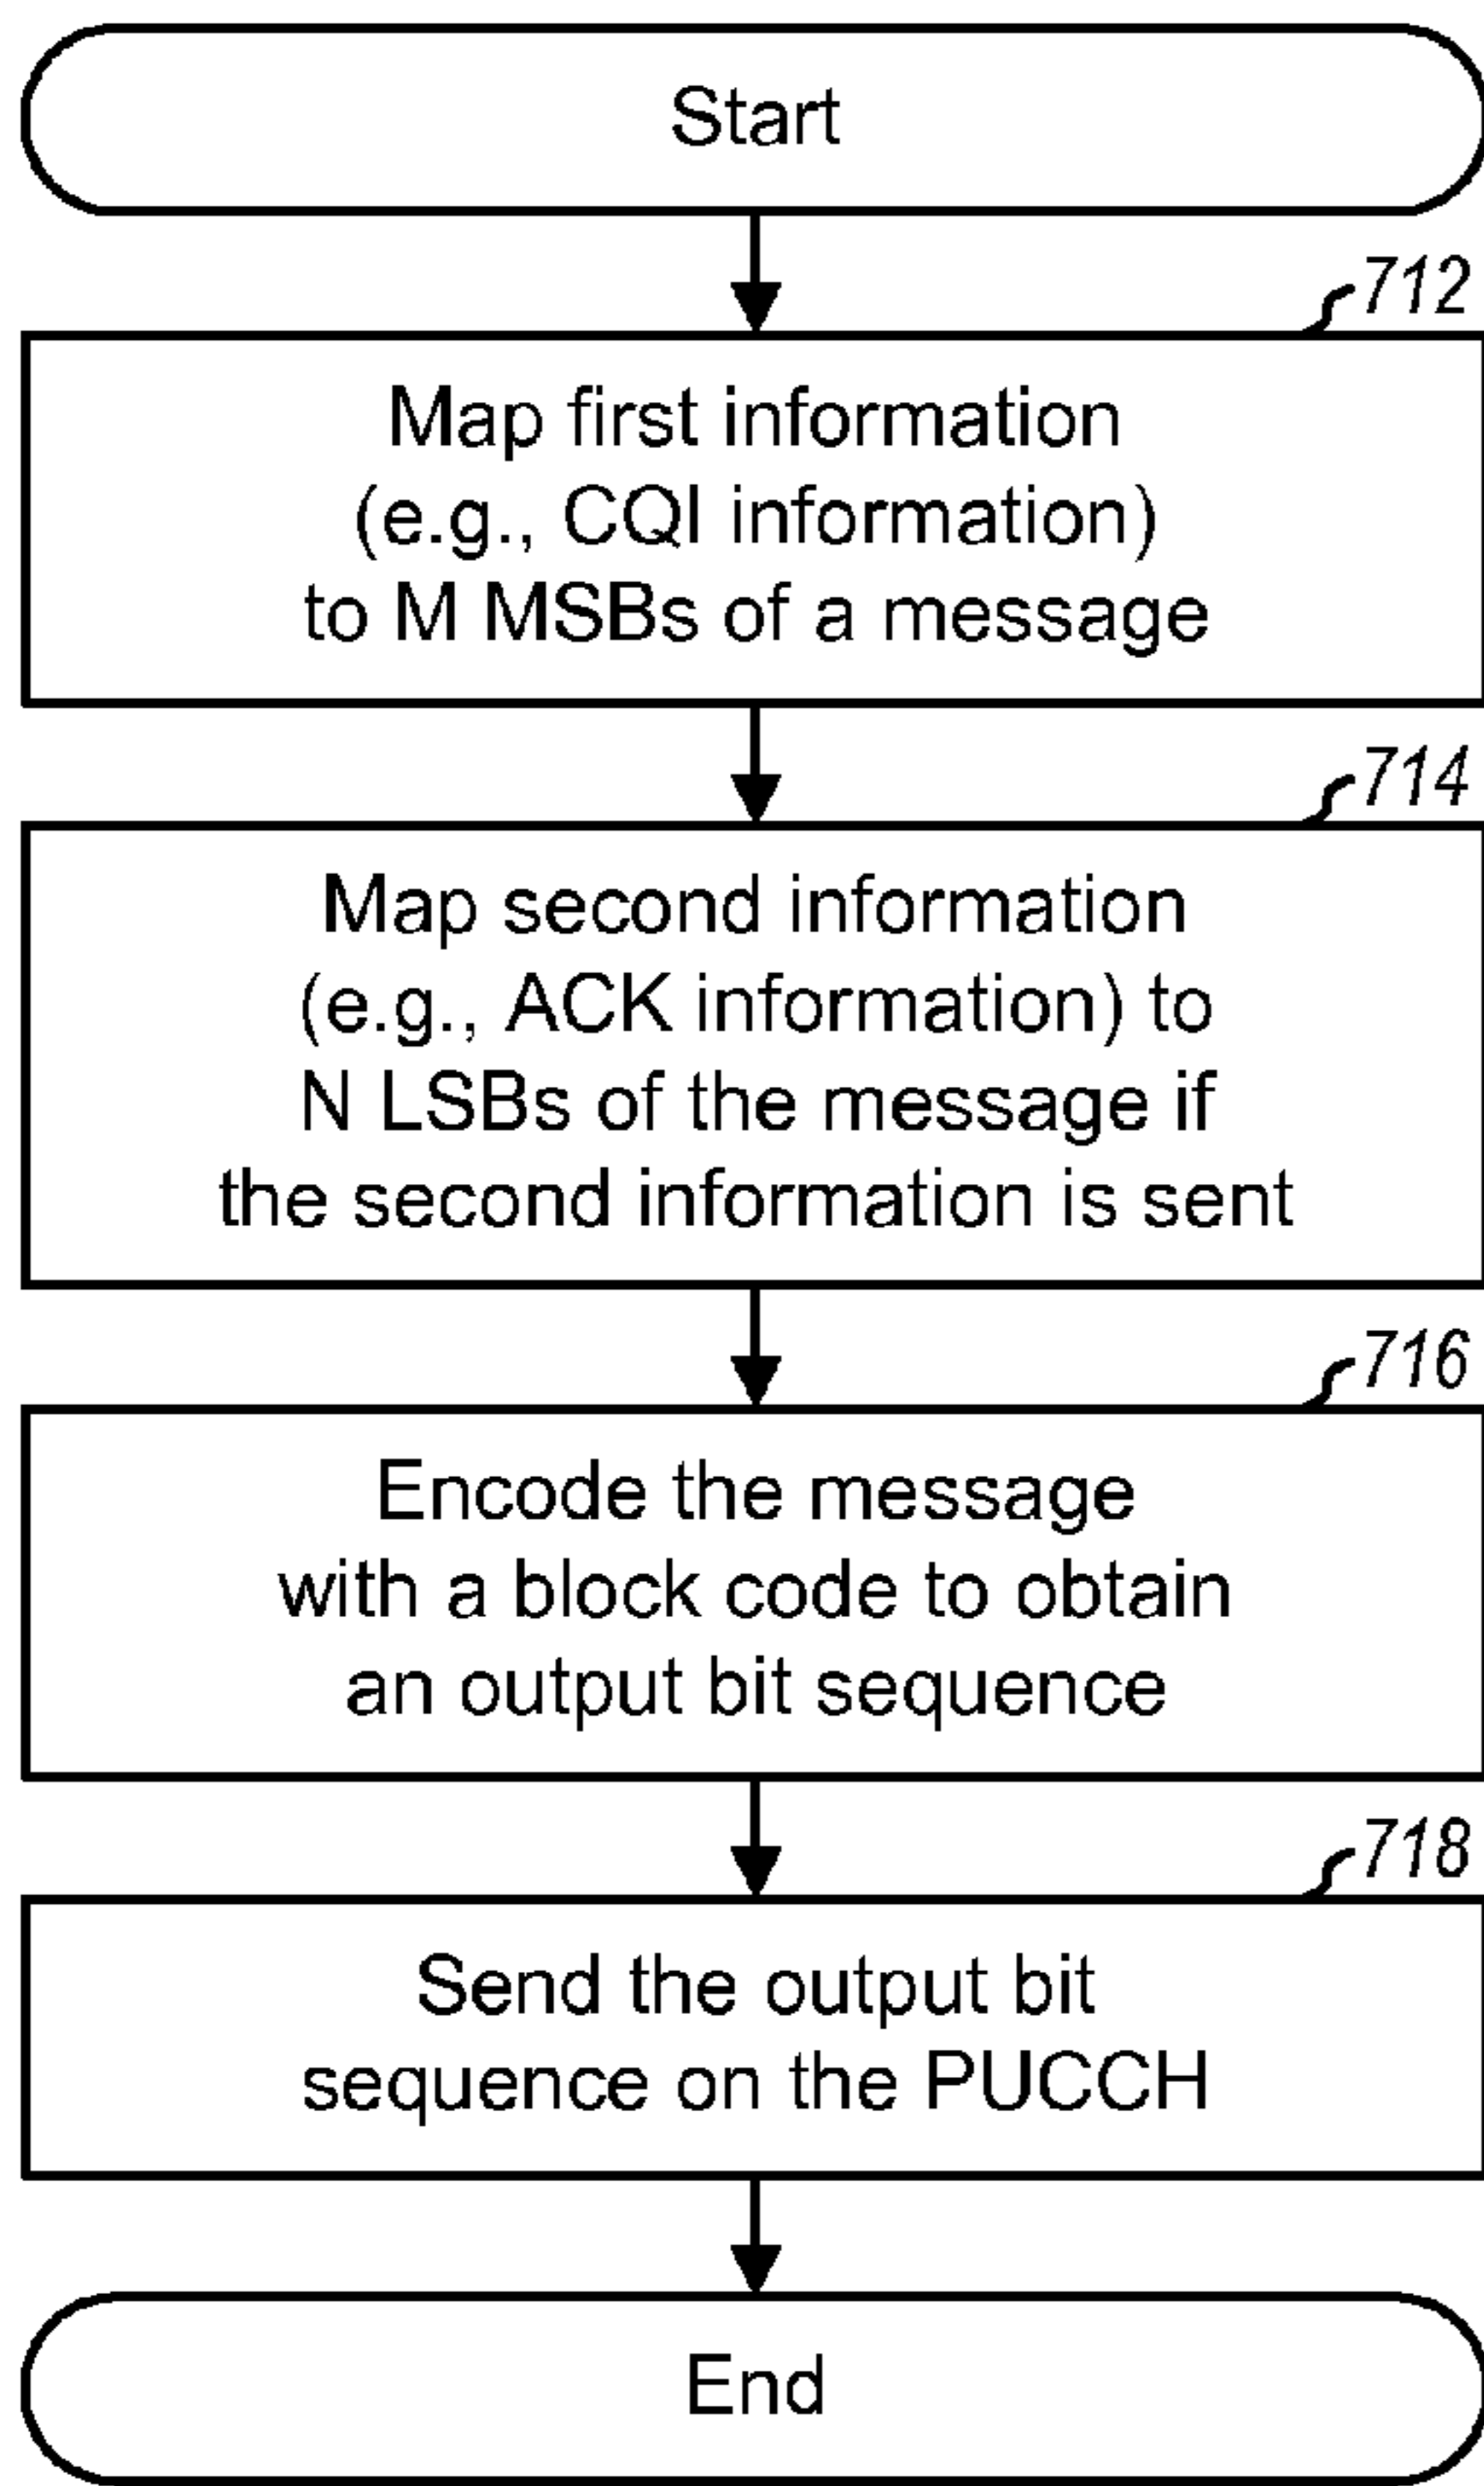 Start
712
Map first information
(e.g., CQI information)
to M MSBs of a message
714
Map second information
(e.g., ACK information) to
N LSBs of the message if
the second information is sent
716
Encode the message
with a block code to obtain
an output bit sequence
718
Send the output bit
sequence on the PUCCH
End